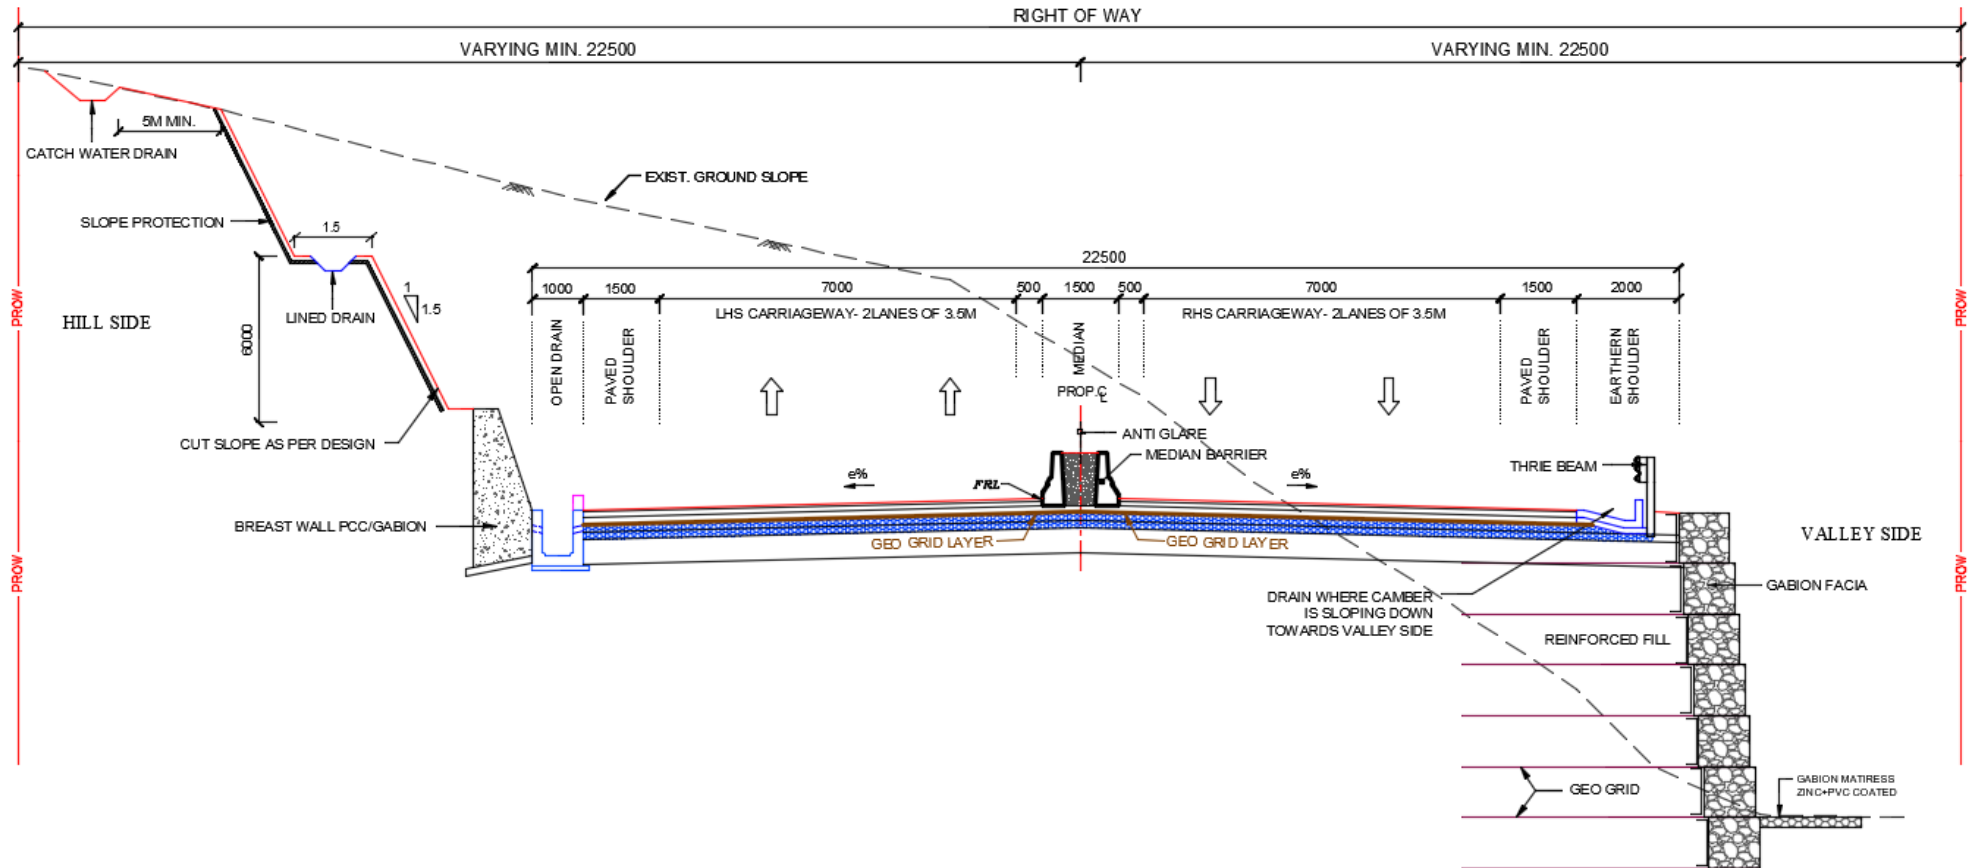 RIGHT OF WAY
VARYING MIN. 22500
VARYING MIN. 22500
5M MIN.
CATCH WATER DRAIN
EXIST. GROUND SLOPE
SLOPE PROTECTION
1.5
22500
1000
1500
7000
500
1500
500
7000
1500
2000
1
1.5
LINED DRAIN
HILL SIDE
6000
PROW
PROW
LHS CARRIAGEWAY- 2LANES OF 3.5M
RHS CARRIAGEWAY- 2LANES OF 3.5M
OPEN DRAIN
PAVED
SHOULDER
MEDIAN
PAVED
SHOULDER
EARTHERN
SHOULDER
PROP.℄
CUT SLOPE AS PER DESIGN
ANTI GLARE
MEDIAN BARRIER
THRIE BEAM
e%
e%
FRL
BREAST WALL PCC/GABION
GEO GRID LAYER
GEO GRID LAYER
VALLEY SIDE
PROW
PROW
GABION FACIA
DRAIN WHERE CAMBER
IS SLOPING DOWN
TOWARDS VALLEY SIDE
REINFORCED FILL
GEO GRID
GABION MATIRESS
ZINC+PVC COATED